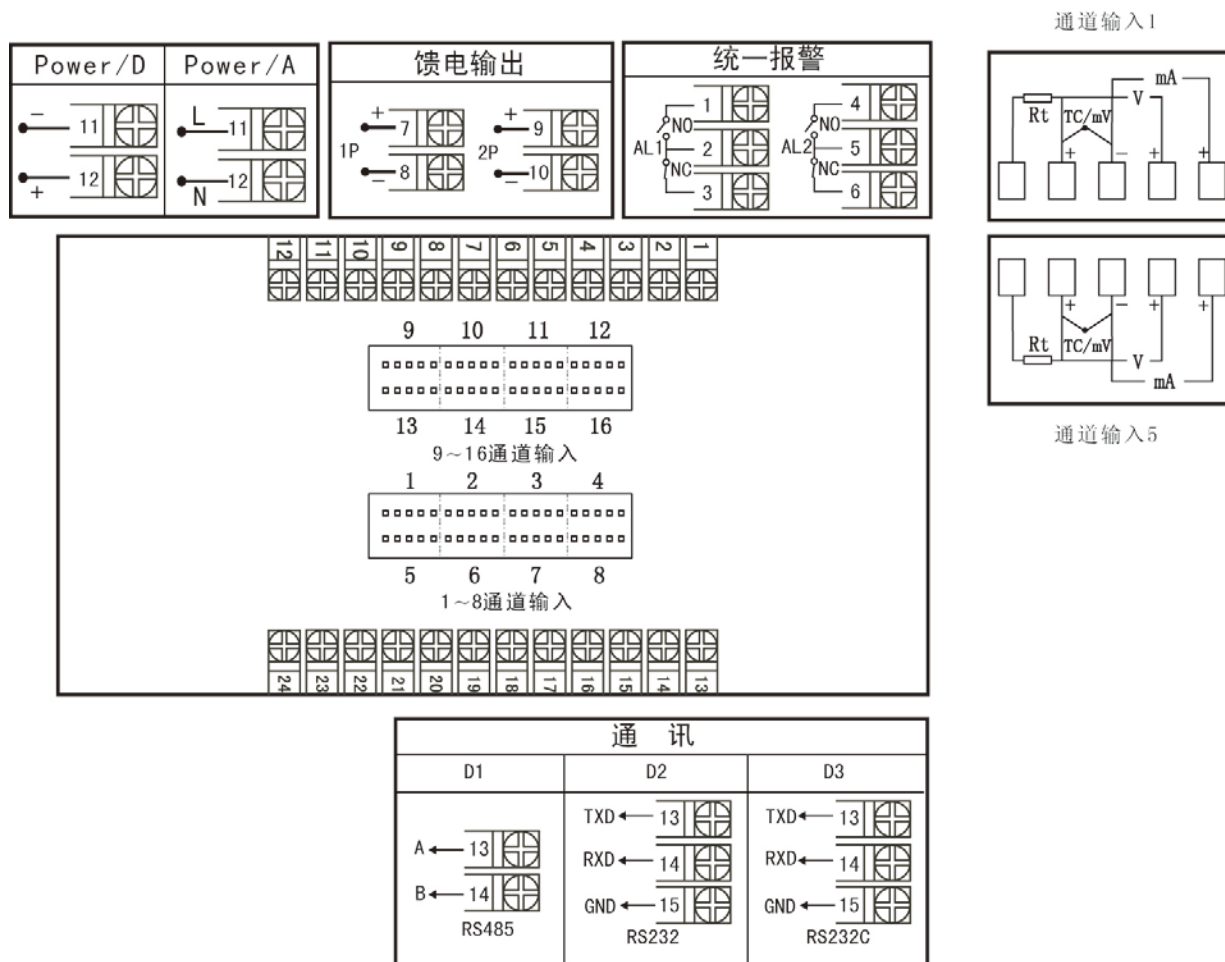 通道输入1
Power/D Power/A
- 11
+ 12
L 11
N 12
馈电输出
1P + 7
- 8
2P + 9
- 10
统一报警
AL1 NO NC 1 2 3
AL2 NO NC 4 5 6
mA
V
Rt TC/mV
+ - + +
+ - + +
Rt TC/mV
V
mA
通道输入5
12 11 10 9 8 7 6 5 4 3 2 1
9 10 11 12
13 14 15 16
9~16通道输入
1 2 3 4
5 6 7 8
1~8通道输入
24 23 22 21 20 19 18 17 16 15 14 13
通 讯
D1 D2 D3
A 13
B 14
RS485
TXD 13
RXD 14
GND 15
RS232
TXD 13
RXD 14
GND 15
RS232C